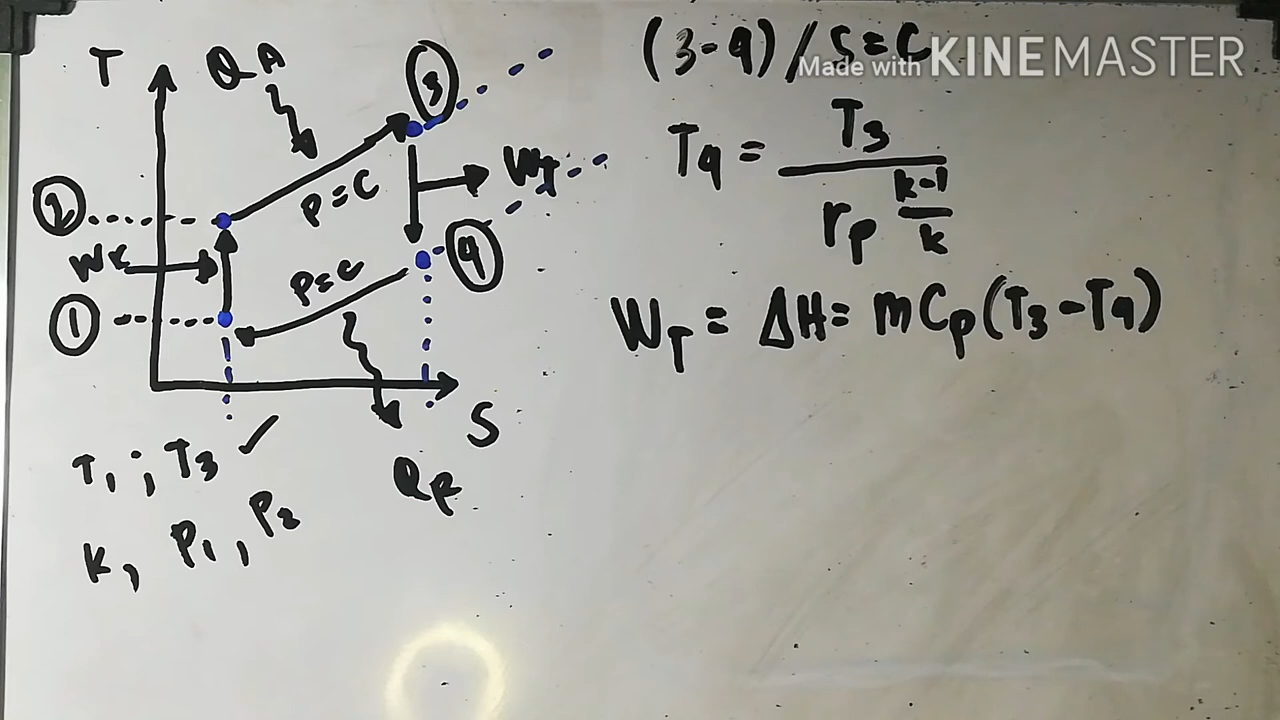 T
QA
3
P = C
WT
2
WC
P = C
4
1
S
QR
T1 ; T3 ✓
K, P1, P2
(3-4) / S = C
Made with KINEMASTER
T4 = T3 / rp^(k-1/k)
WT = ΔH = mCp(T3 - T4)